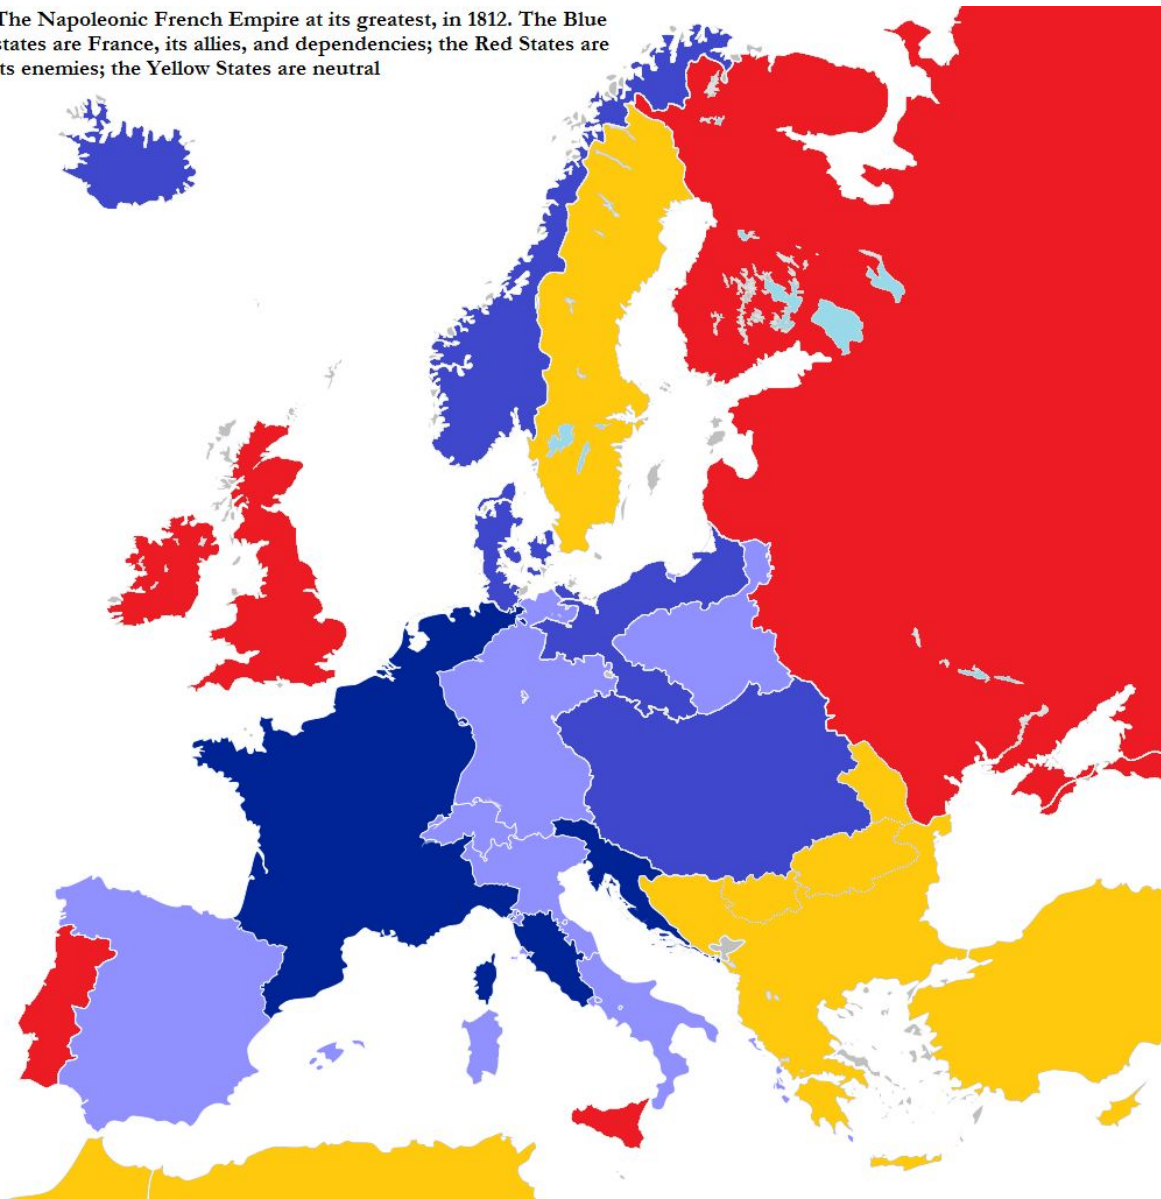 The Napoleonic French Empire at its greatest, in 1812. The Blue
states are France, its allies, and dependencies; the Red States are
its enemies; the Yellow States are neutral